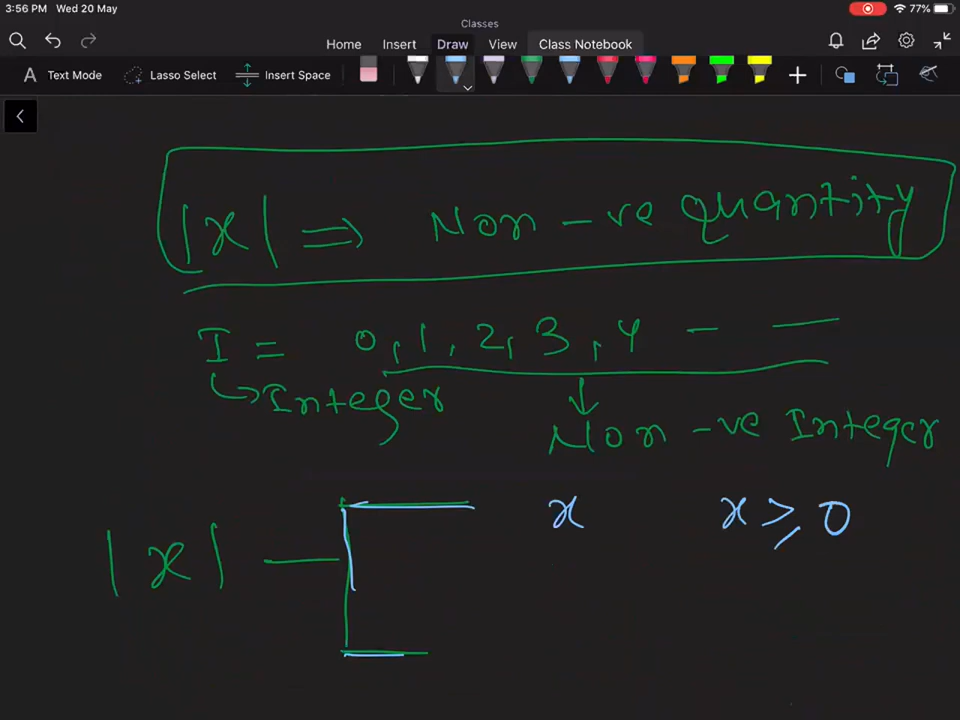 3:56 PM Wed 20 May 77%
Classes
Home Insert Draw View Class Notebook
A Text Mode Lasso Select Insert Space
|x| ⇒ Non -ve quantity
I = 0, 1, 2, 3, 4 - —
↳ Integer ↓
Non -ve Integer
x x ≥ 0
|x| —